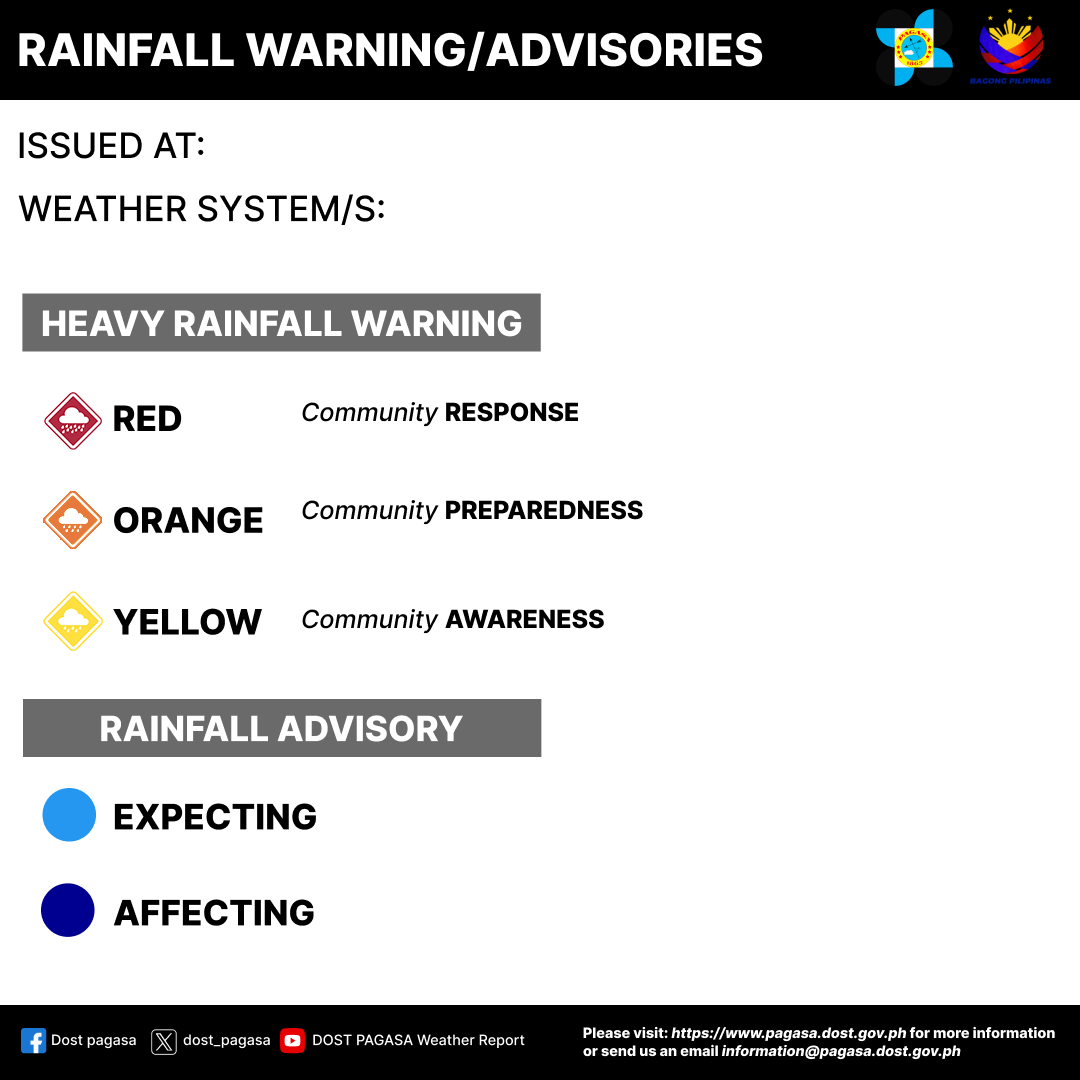 RAINFALL WARNING/ADVISORIES
PAGASA
1865
BAGONG PILIPINAS
ISSUED AT:
WEATHER SYSTEM/S:
HEAVY RAINFALL WARNING
RED
Community RESPONSE
ORANGE
Community PREPAREDNESS
YELLOW
Community AWARENESS
RAINFALL ADVISORY
EXPECTING
AFFECTING
Dost pagasa
dost_pagasa
DOST PAGASA Weather Report
Please visit: https://www.pagasa.dost.gov.ph for more information
or send us an email information@pagasa.dost.gov.ph